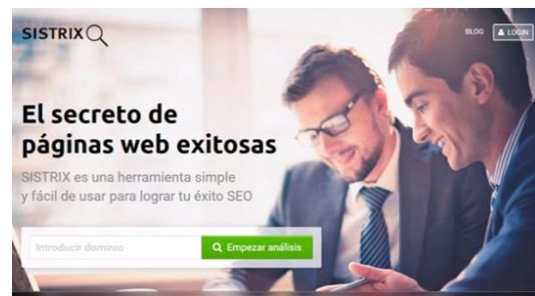 SISTRIX
BLOG
LOGIN
El secreto de
páginas web exitosas
SISTRIX es una herramienta simple
y fácil de usar para lograr tu éxito SEO
Introducir dominio
Empezar análisis